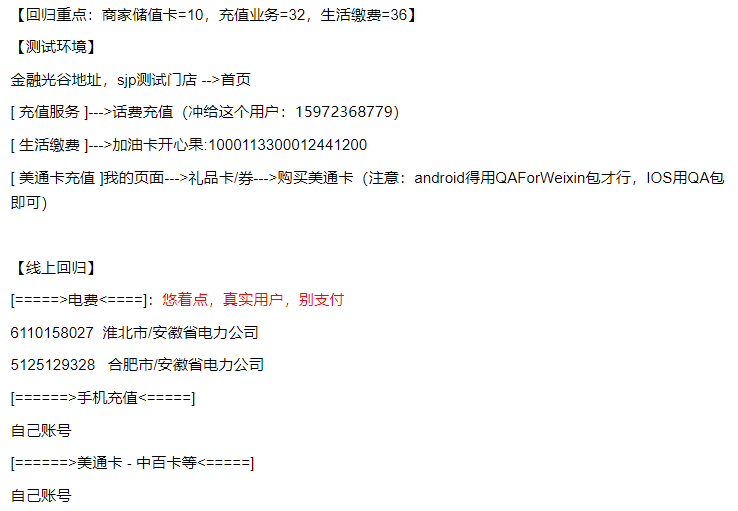 【回归重点：商家储值卡=10，充值业务=32，生活缴费=36】
【测试环境】
金融光谷地址，sjp测试门店 -->首页
[ 充值服务 ]--->话费充值（冲给这个用户：15972368779）
[ 生活缴费 ]--->加油卡开心果:1000113300012441200
[ 美通卡充值 ]我的页面--->礼品卡/券--->购买美通卡（注意：android得用QAForWeixin包才行，IOS用QA包
即可）
【线上回归】
[=====>电费<====]：悠着点，真实用户，别支付
6110158027  淮北市/安徽省电力公司
5125129328   合肥市/安徽省电力公司
[======>手机充值<=====]
自己账号
[======>美通卡 - 中百卡等<=====]
自己账号